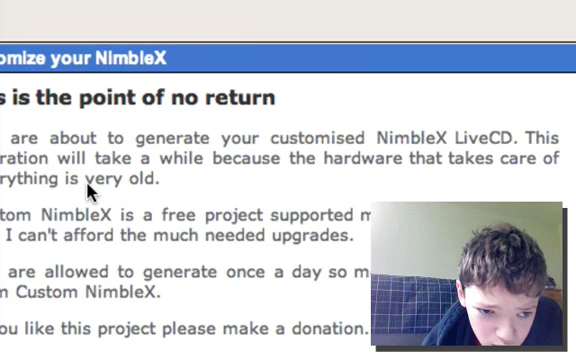 omize your NimbleX
s is the point of no return
are about to generate your customised NimbleX LiveCD. This
ration will take a while because the hardware that takes care of
rything is very old.
tom NimbleX is a free project supported m
I can't afford the much needed upgrades.
are allowed to generate once a day so m
n Custom NimbleX.
ou like this project please make a donation.